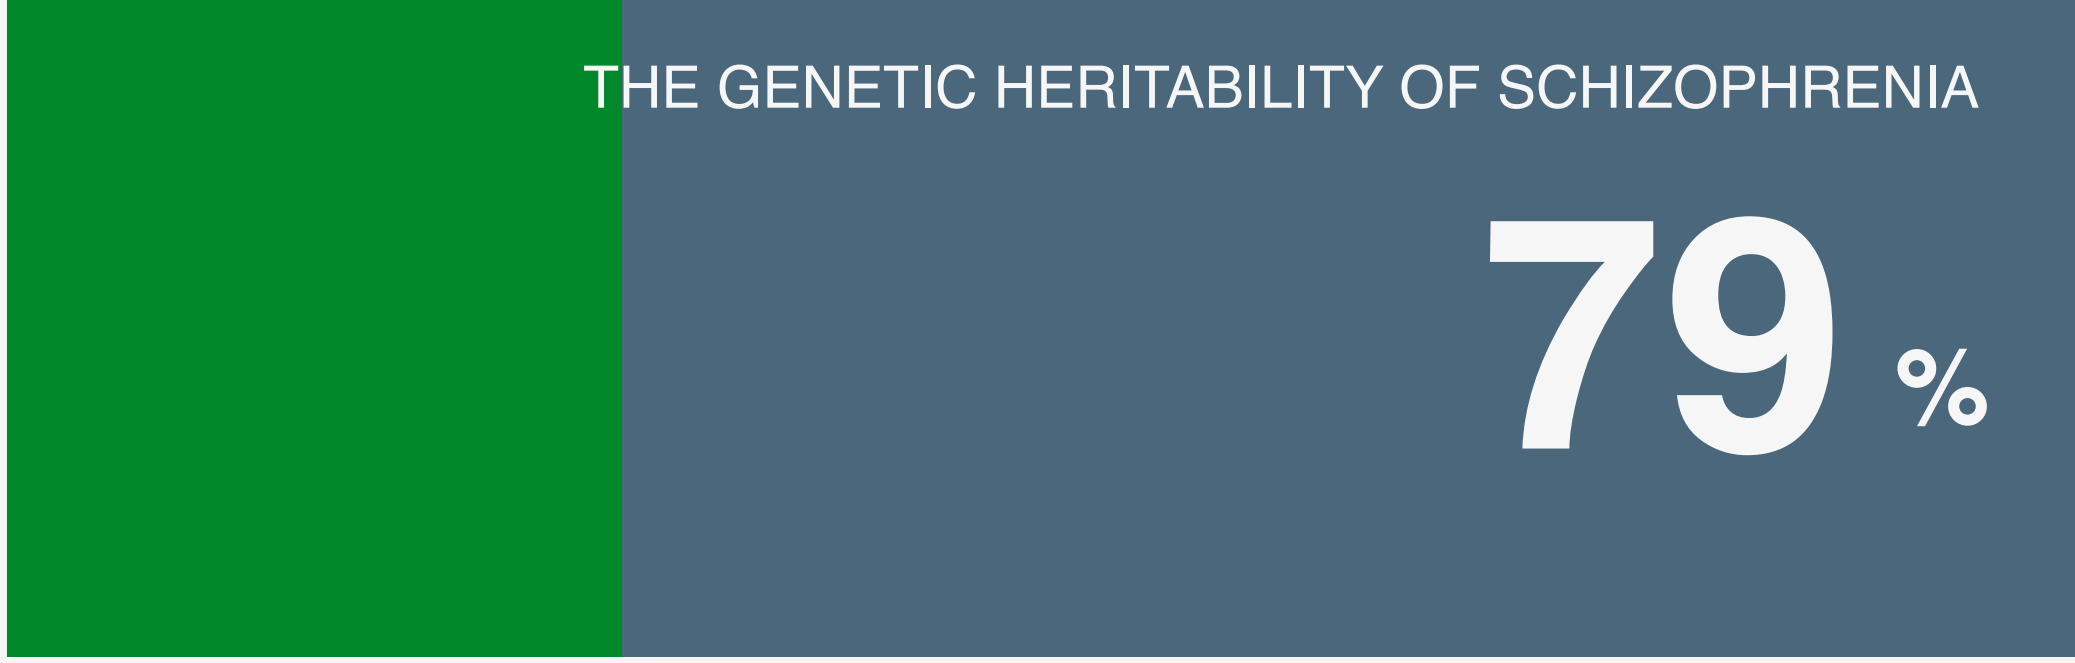 THE GENETIC HERITABILITY OF SCHIZOPHRENIA
79 %